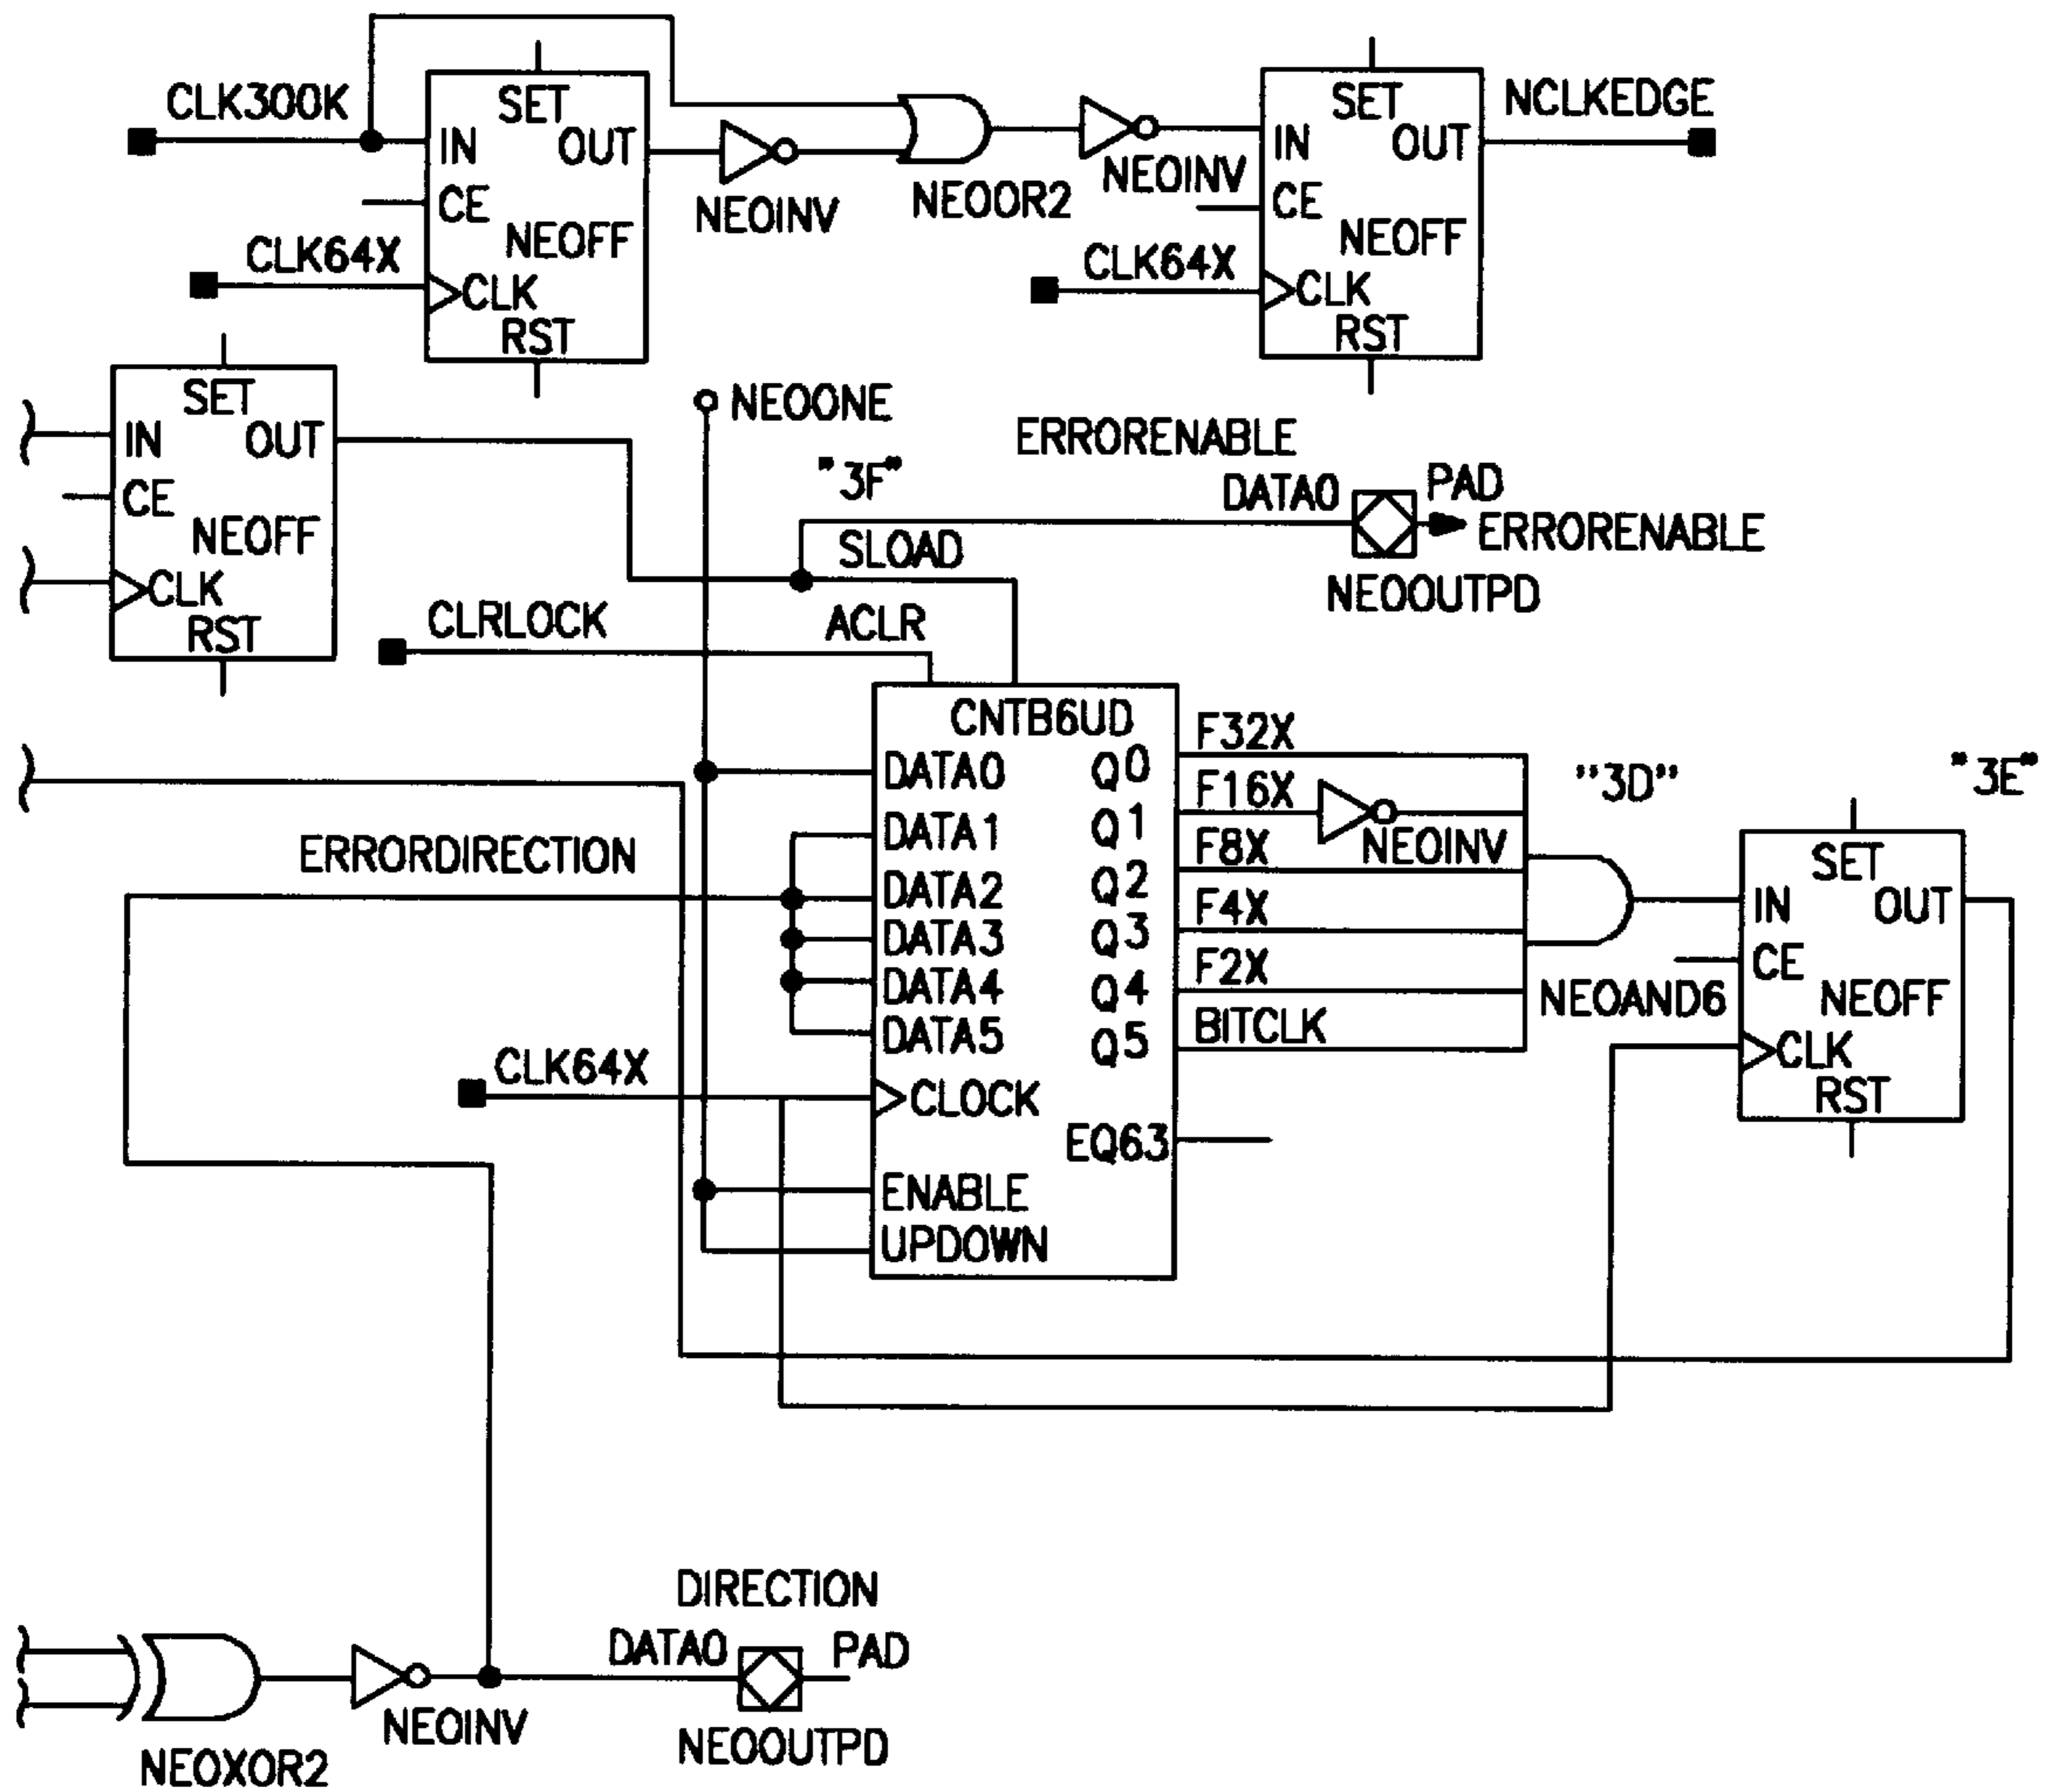 CLK300K
SET
IN
OUT
CE
NEOFF
CLK64X
CLK
RST
NEOINV
NEOOR2
NEOINV
SET
IN
OUT
CE
NEOFF
CLK64X
CLK
RST
NCLKEDGE
SET
IN
OUT
CE
NEOFF
CLK
RST
NEOONE
"3F"
ERRORENABLE
DATA0
PAD
ERRORENABLE
NEOOUTPD
SLOAD
CLRLOCK
ACLR
CNTB6UD
DATA0
DATA1
DATA2
DATA3
DATA4
DATA5
CLOCK
ENABLE
UPDOWN
Q0
Q1
Q2
Q3
Q4
Q5
EQ63
F32X
F16X
F8X
F4X
F2X
BITCLK
NEOINV
"3D"
NEOAND6
"3E"
SET
IN
OUT
CE
NEOFF
CLK
RST
ERRORDIRECTION
CLK64X
NEOXOR2
NEOINV
DIRECTION
DATA0
PAD
NEOOUTPD